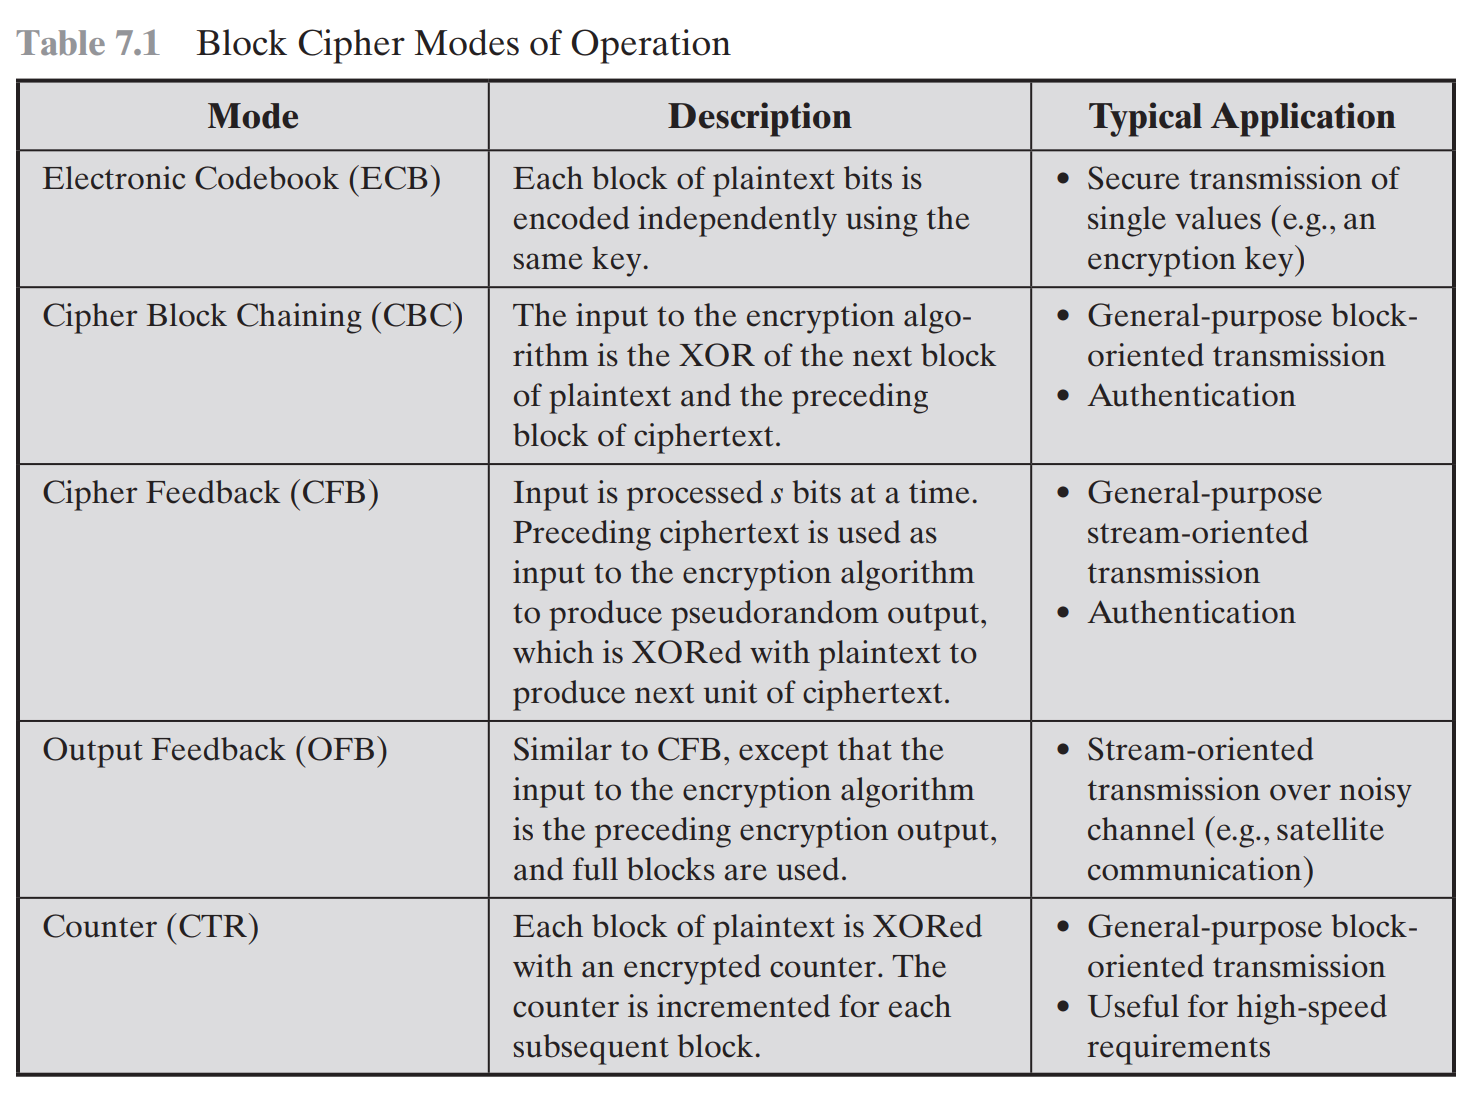 Table 7.1 Block Cipher Modes of Operation
Mode Description Typical Application
Electronic Codebook (ECB)
Each block of plaintext bits is
encoded independently using the
same key.
• Secure transmission of
single values (e.g., an
encryption key)
Cipher Block Chaining (CBC)
The input to the encryption algo-
rithm is the XOR of the next block
of plaintext and the preceding
block of ciphertext.
• General-purpose block-
oriented transmission
• Authentication
Cipher Feedback (CFB)
Input is processed s bits at a time.
Preceding ciphertext is used as
input to the encryption algorithm
to produce pseudorandom output,
which is XORed with plaintext to
produce next unit of ciphertext.
• General-purpose
stream-oriented
transmission
• Authentication
Output Feedback (OFB)
Similar to CFB, except that the
input to the encryption algorithm
is the preceding encryption output,
and full blocks are used.
• Stream-oriented
transmission over noisy
channel (e.g., satellite
communication)
Counter (CTR)
Each block of plaintext is XORed
with an encrypted counter. The
counter is incremented for each
subsequent block.
• General-purpose block-
oriented transmission
• Useful for high-speed
requirements